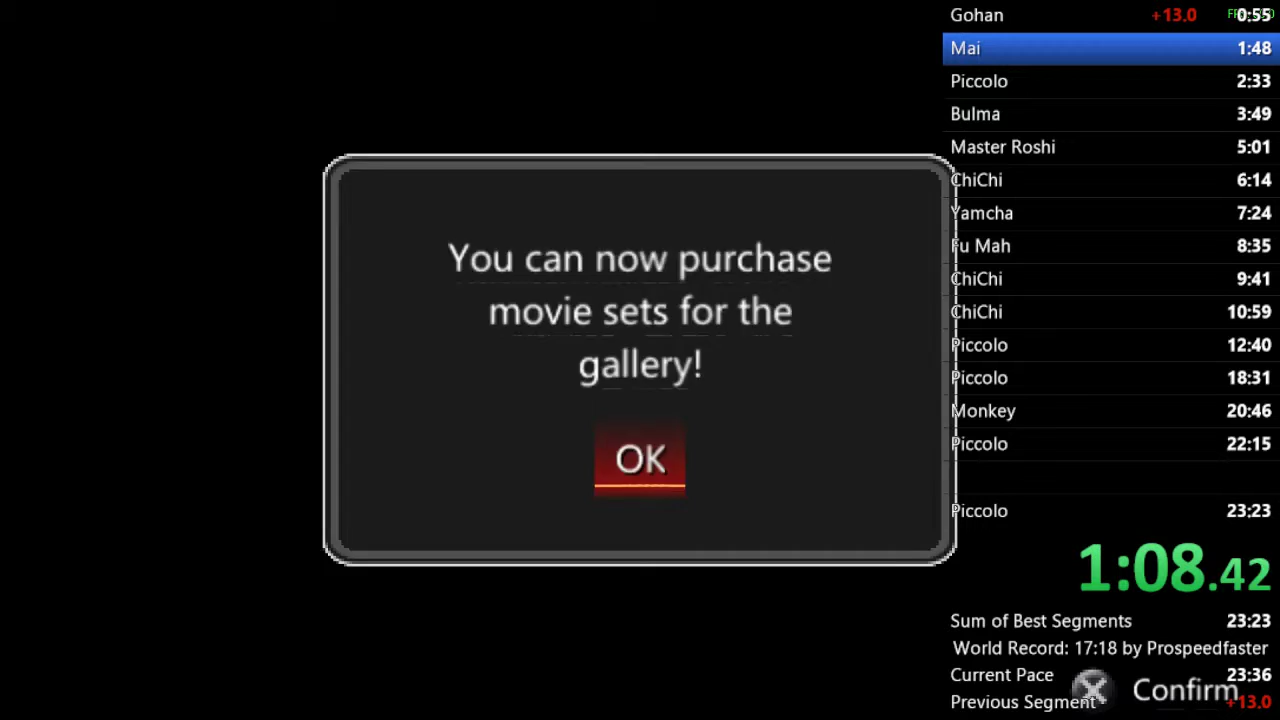 Gohan +13.0 0:55
Mai 1:48
Piccolo 2:33
Bulma 3:49
Master Roshi 5:01
ChiChi 6:14
Yamcha 7:24
Fu Mah 8:35
ChiChi 9:41
ChiChi 10:59
Piccolo 12:40
Piccolo 18:31
Monkey 20:46
Piccolo 22:15
Piccolo 23:23
1:08.42
Sum of Best Segments 23:23
World Record: 17:18 by Prospeedfaster
Current Pace 23:36
Previous Segment +13.0
You can now purchase
movie sets for the
gallery!
OK
Confirm